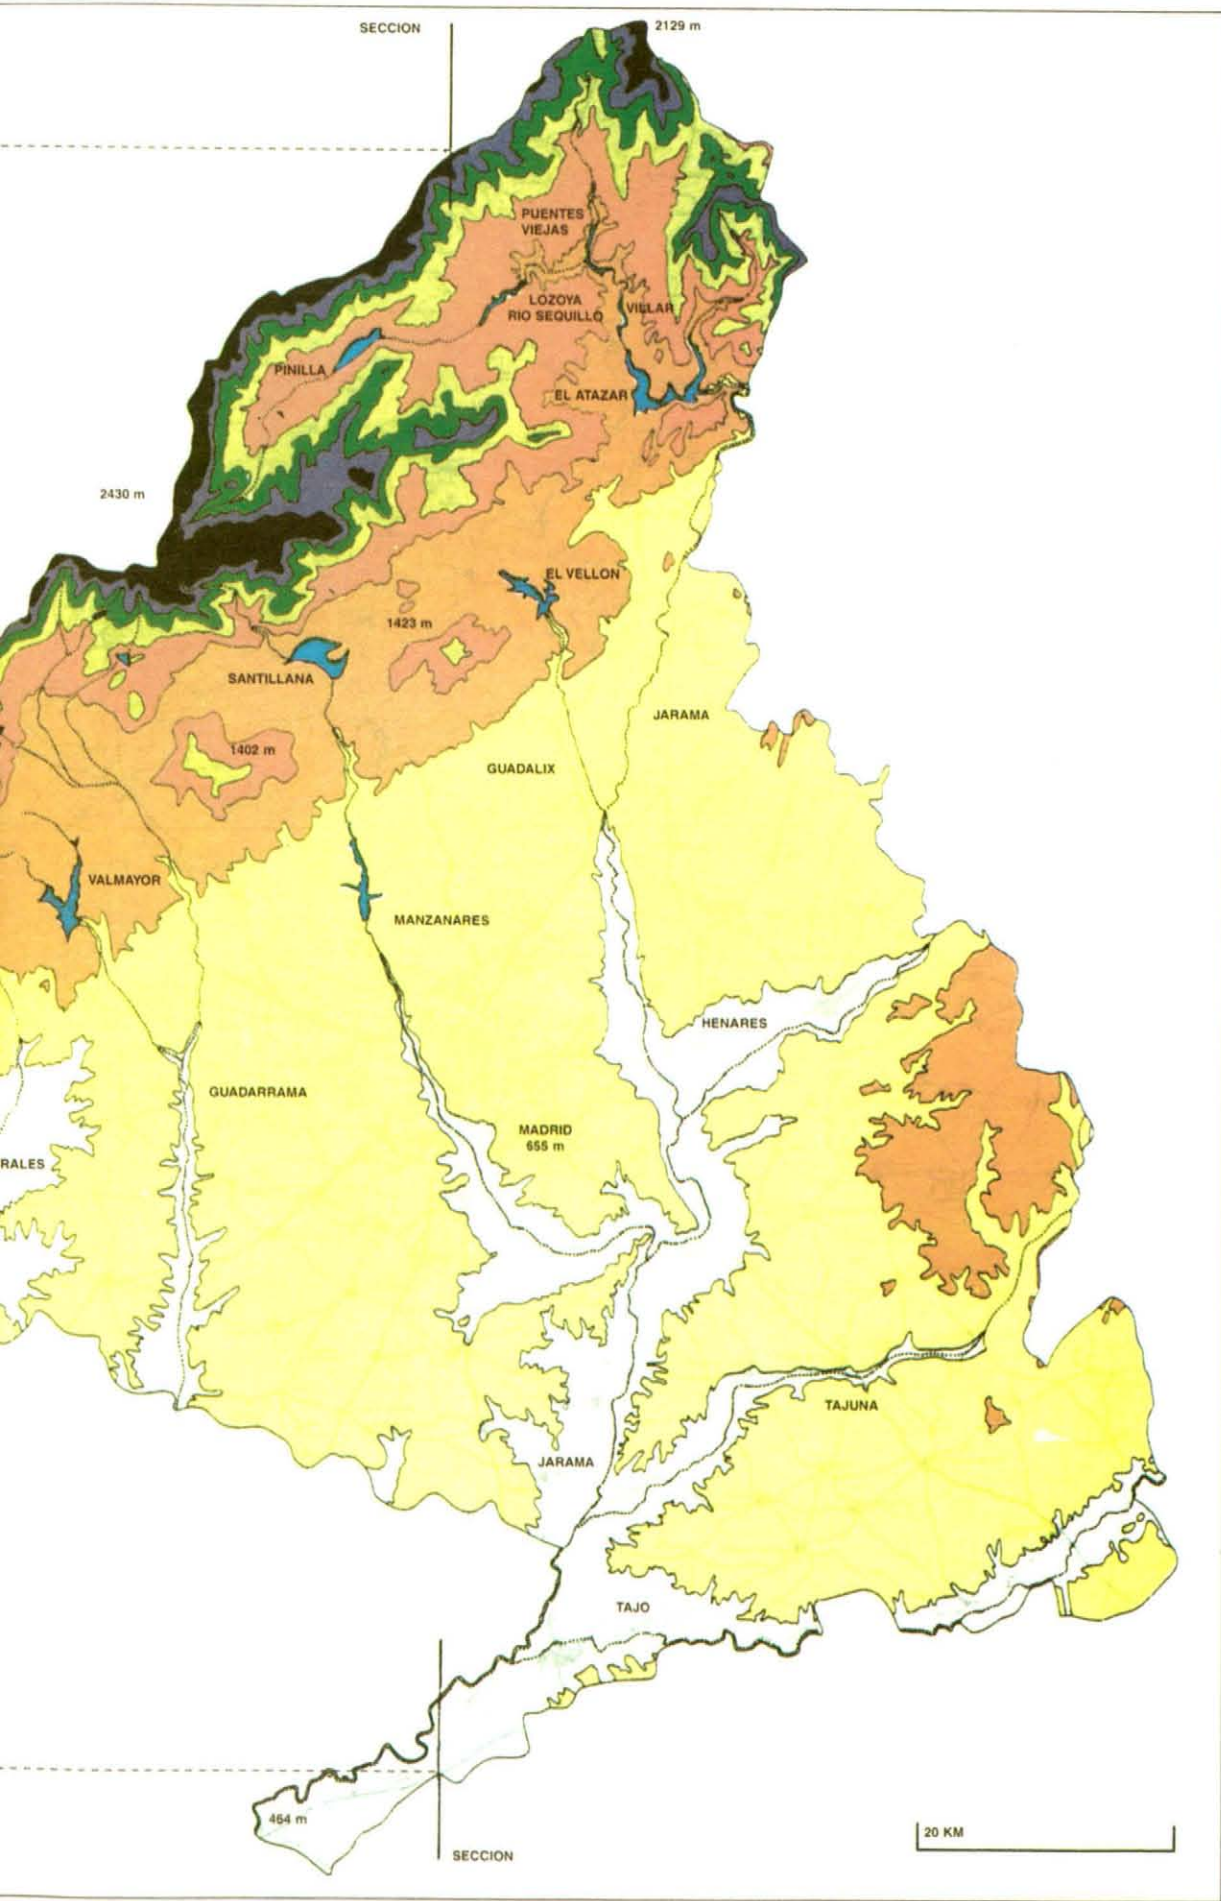 SECCION
2129 m
PUENTES
VIEJAS
LOZOYA
RIO SEQUILLO
VILLAR
PINILLA
EL ATAZAR
2430 m
EL VELLON
1423 m
SANTILLANA
JARAMA
1402 m
GUADALIX
VALMAYOR
MANZANARES
HENARES
GUADARRAMA
MADRID
655 m
RALES
TAJUNA
JARAMA
TAJO
464 m
20 KM
SECCION